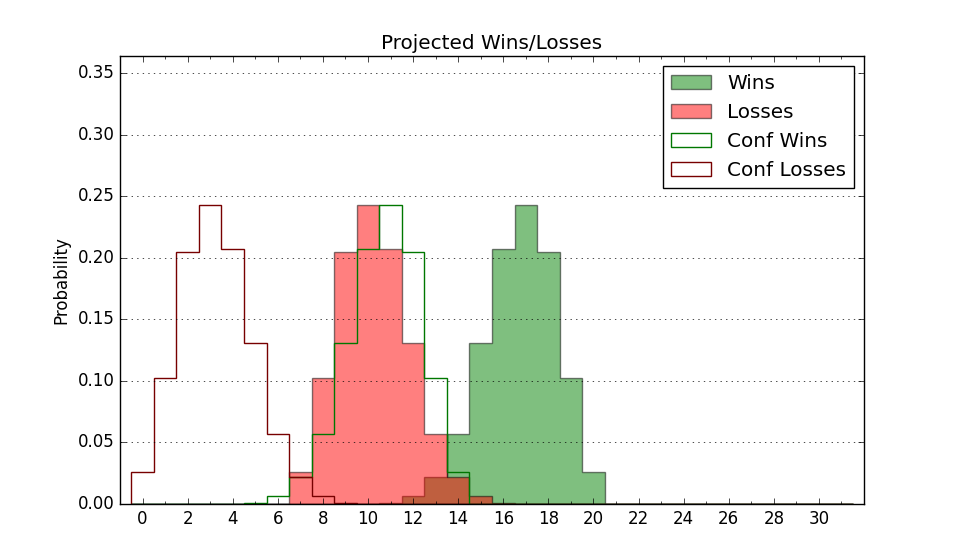 Projected Wins/Losses
Probability
0.35
0.30
0.25
0.20
0.15
0.10
0.05
0.00
0 2 4 6 8 10 12 14 16 18 20 22 24 26 28 30
Wins
Losses
Conf Wins
Conf Losses